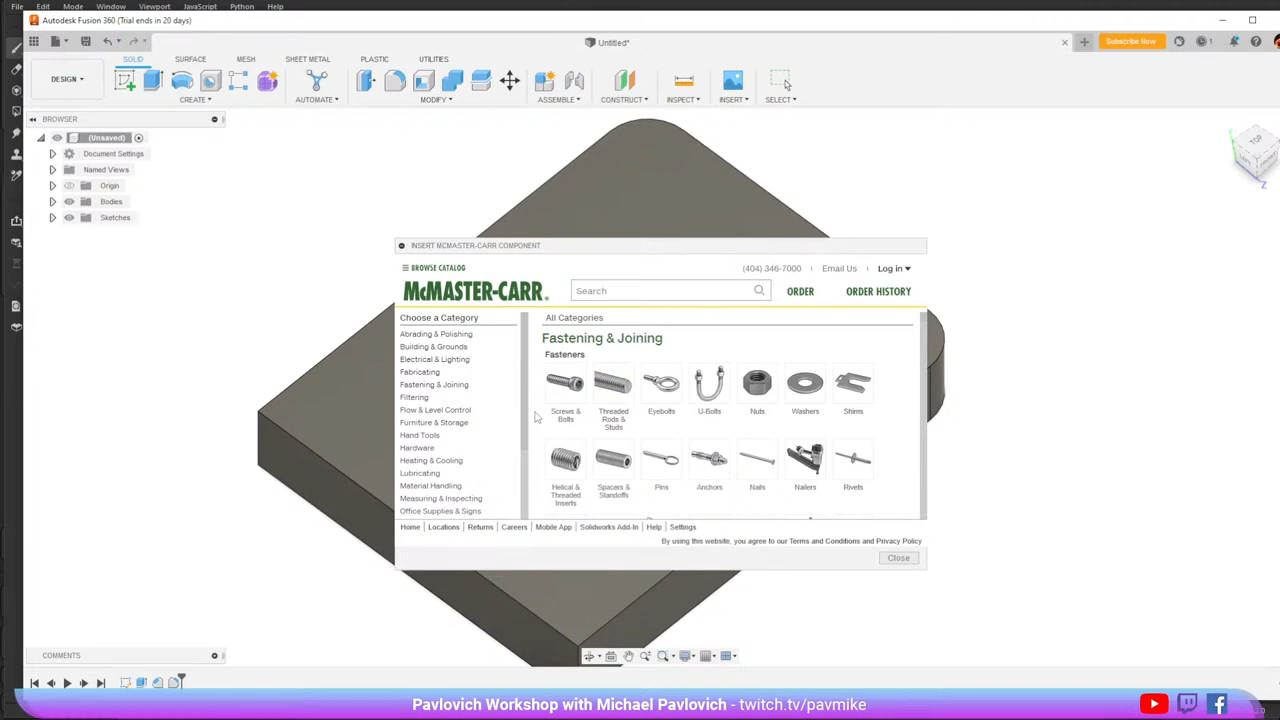 File Edit Mode Window Viewport JavaScript Python Help
Autodesk Fusion 360 (Trial ends in 20 days)
Untitled*
Subscribe Now
1
DESIGN
SOLID SURFACE MESH SHEET METAL PLASTIC UTILITIES
CREATE AUTOMATE MODIFY ASSEMBLE CONSTRUCT INSPECT INSERT SELECT
BROWSER
(Unsaved)
Document Settings
Named Views
Origin
Bodies
Sketches
TOP
Z
INSERT MCMASTER-CARR COMPONENT
BROWSE CATALOG
(404) 346-7000 Email Us Log in
McMASTER-CARR®
Search
ORDER ORDER HISTORY
Choose a Category
Abrading & Polishing
Building & Grounds
Electrical & Lighting
Fabricating
Fastening & Joining
Filtering
Flow & Level Control
Furniture & Storage
Hand Tools
Hardware
Heating & Cooling
Lubricating
Material Handling
Measuring & Inspecting
Office Supplies & Signs
All Categories
Fastening & Joining
Fasteners
Screws & Bolts
Threaded Rods & Studs
Eyebolts
U-Bolts
Nuts
Washers
Shims
Helical & Threaded Inserts
Spacers & Standoffs
Pins
Anchors
Nails
Nailers
Rivets
Home Locations Returns Careers Mobile App Solidworks Add-In Help Settings
By using this website, you agree to our Terms and Conditions and Privacy Policy
Close
COMMENTS
Pavlovich Workshop with Michael Pavlovich - twitch.tv/pavmike